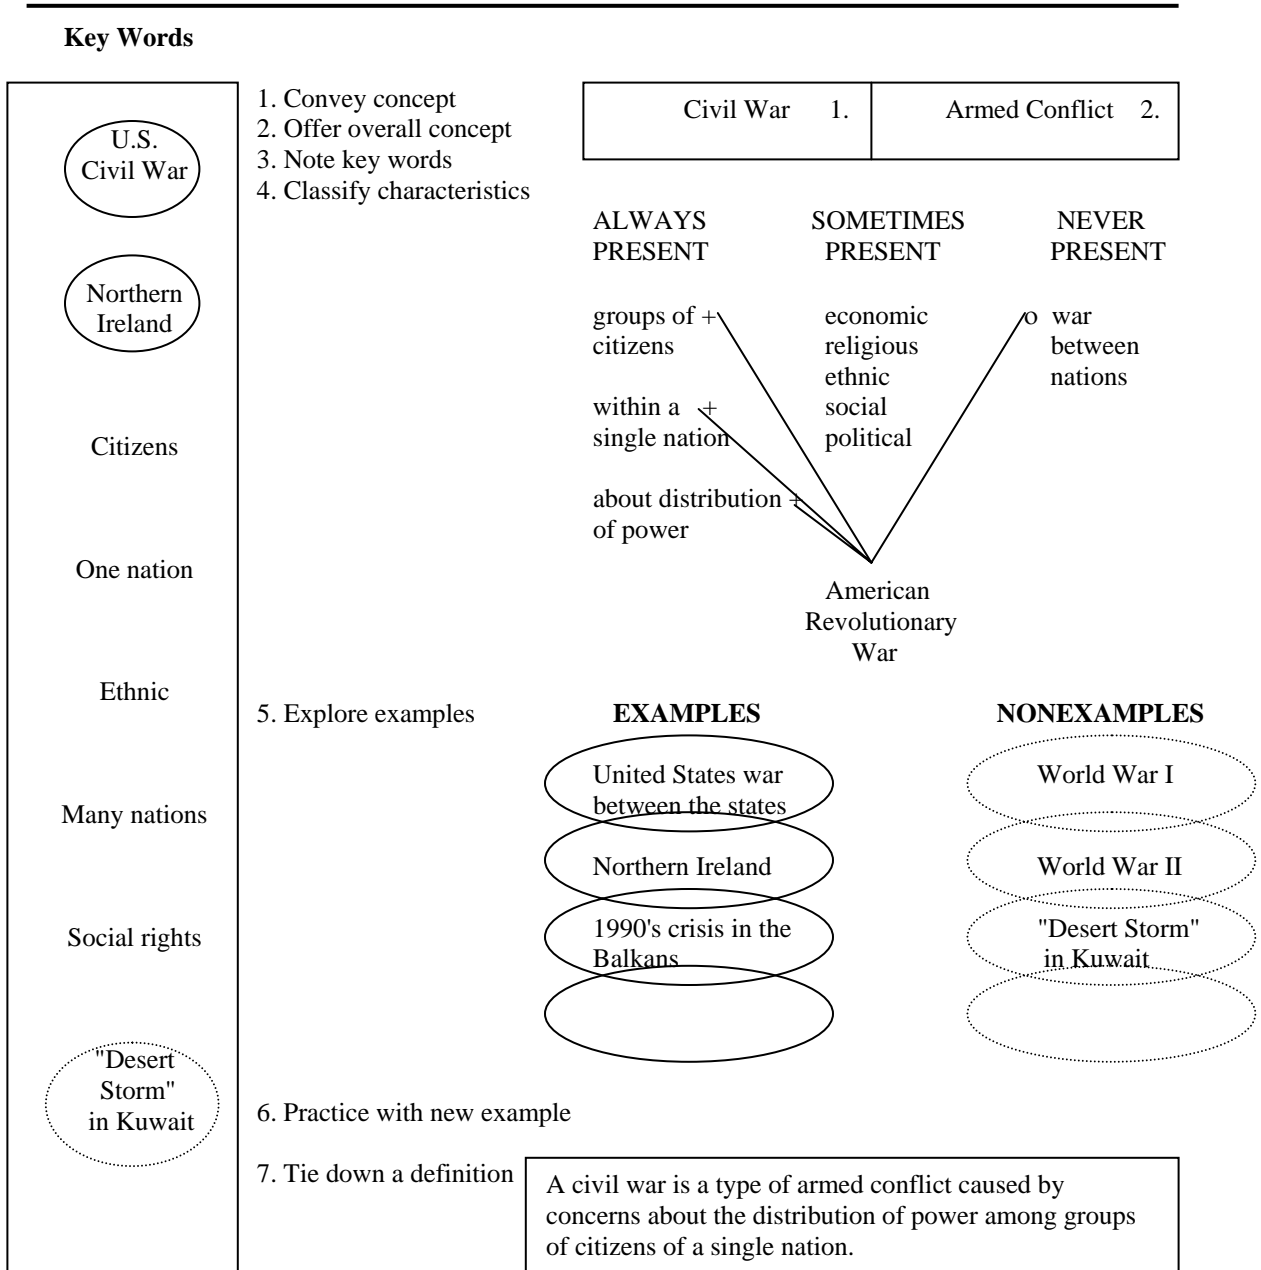 Key Words
U.S.
Civil War
Northern
Ireland
Citizens
One nation
Ethnic
Many nations
Social rights
"Desert
Storm"
in Kuwait
1. Convey concept
2. Offer overall concept
3. Note key words
4. Classify characteristics
Civil War 1.
Armed Conflict 2.
ALWAYS
PRESENT
groups of +
citizens
within a +
single nation
about distribution +
of power
SOMETIMES
PRESENT
economic
religious
ethnic
social
political
NEVER
PRESENT
o war
between
nations
American
Revolutionary
War
5. Explore examples
EXAMPLES
United States war
between the states
Northern Ireland
1990's crisis in the
Balkans
NONEXAMPLES
World War I
World War II
"Desert Storm"
in Kuwait
6. Practice with new example
7. Tie down a definition
A civil war is a type of armed conflict caused by
concerns about the distribution of power among groups
of citizens of a single nation.